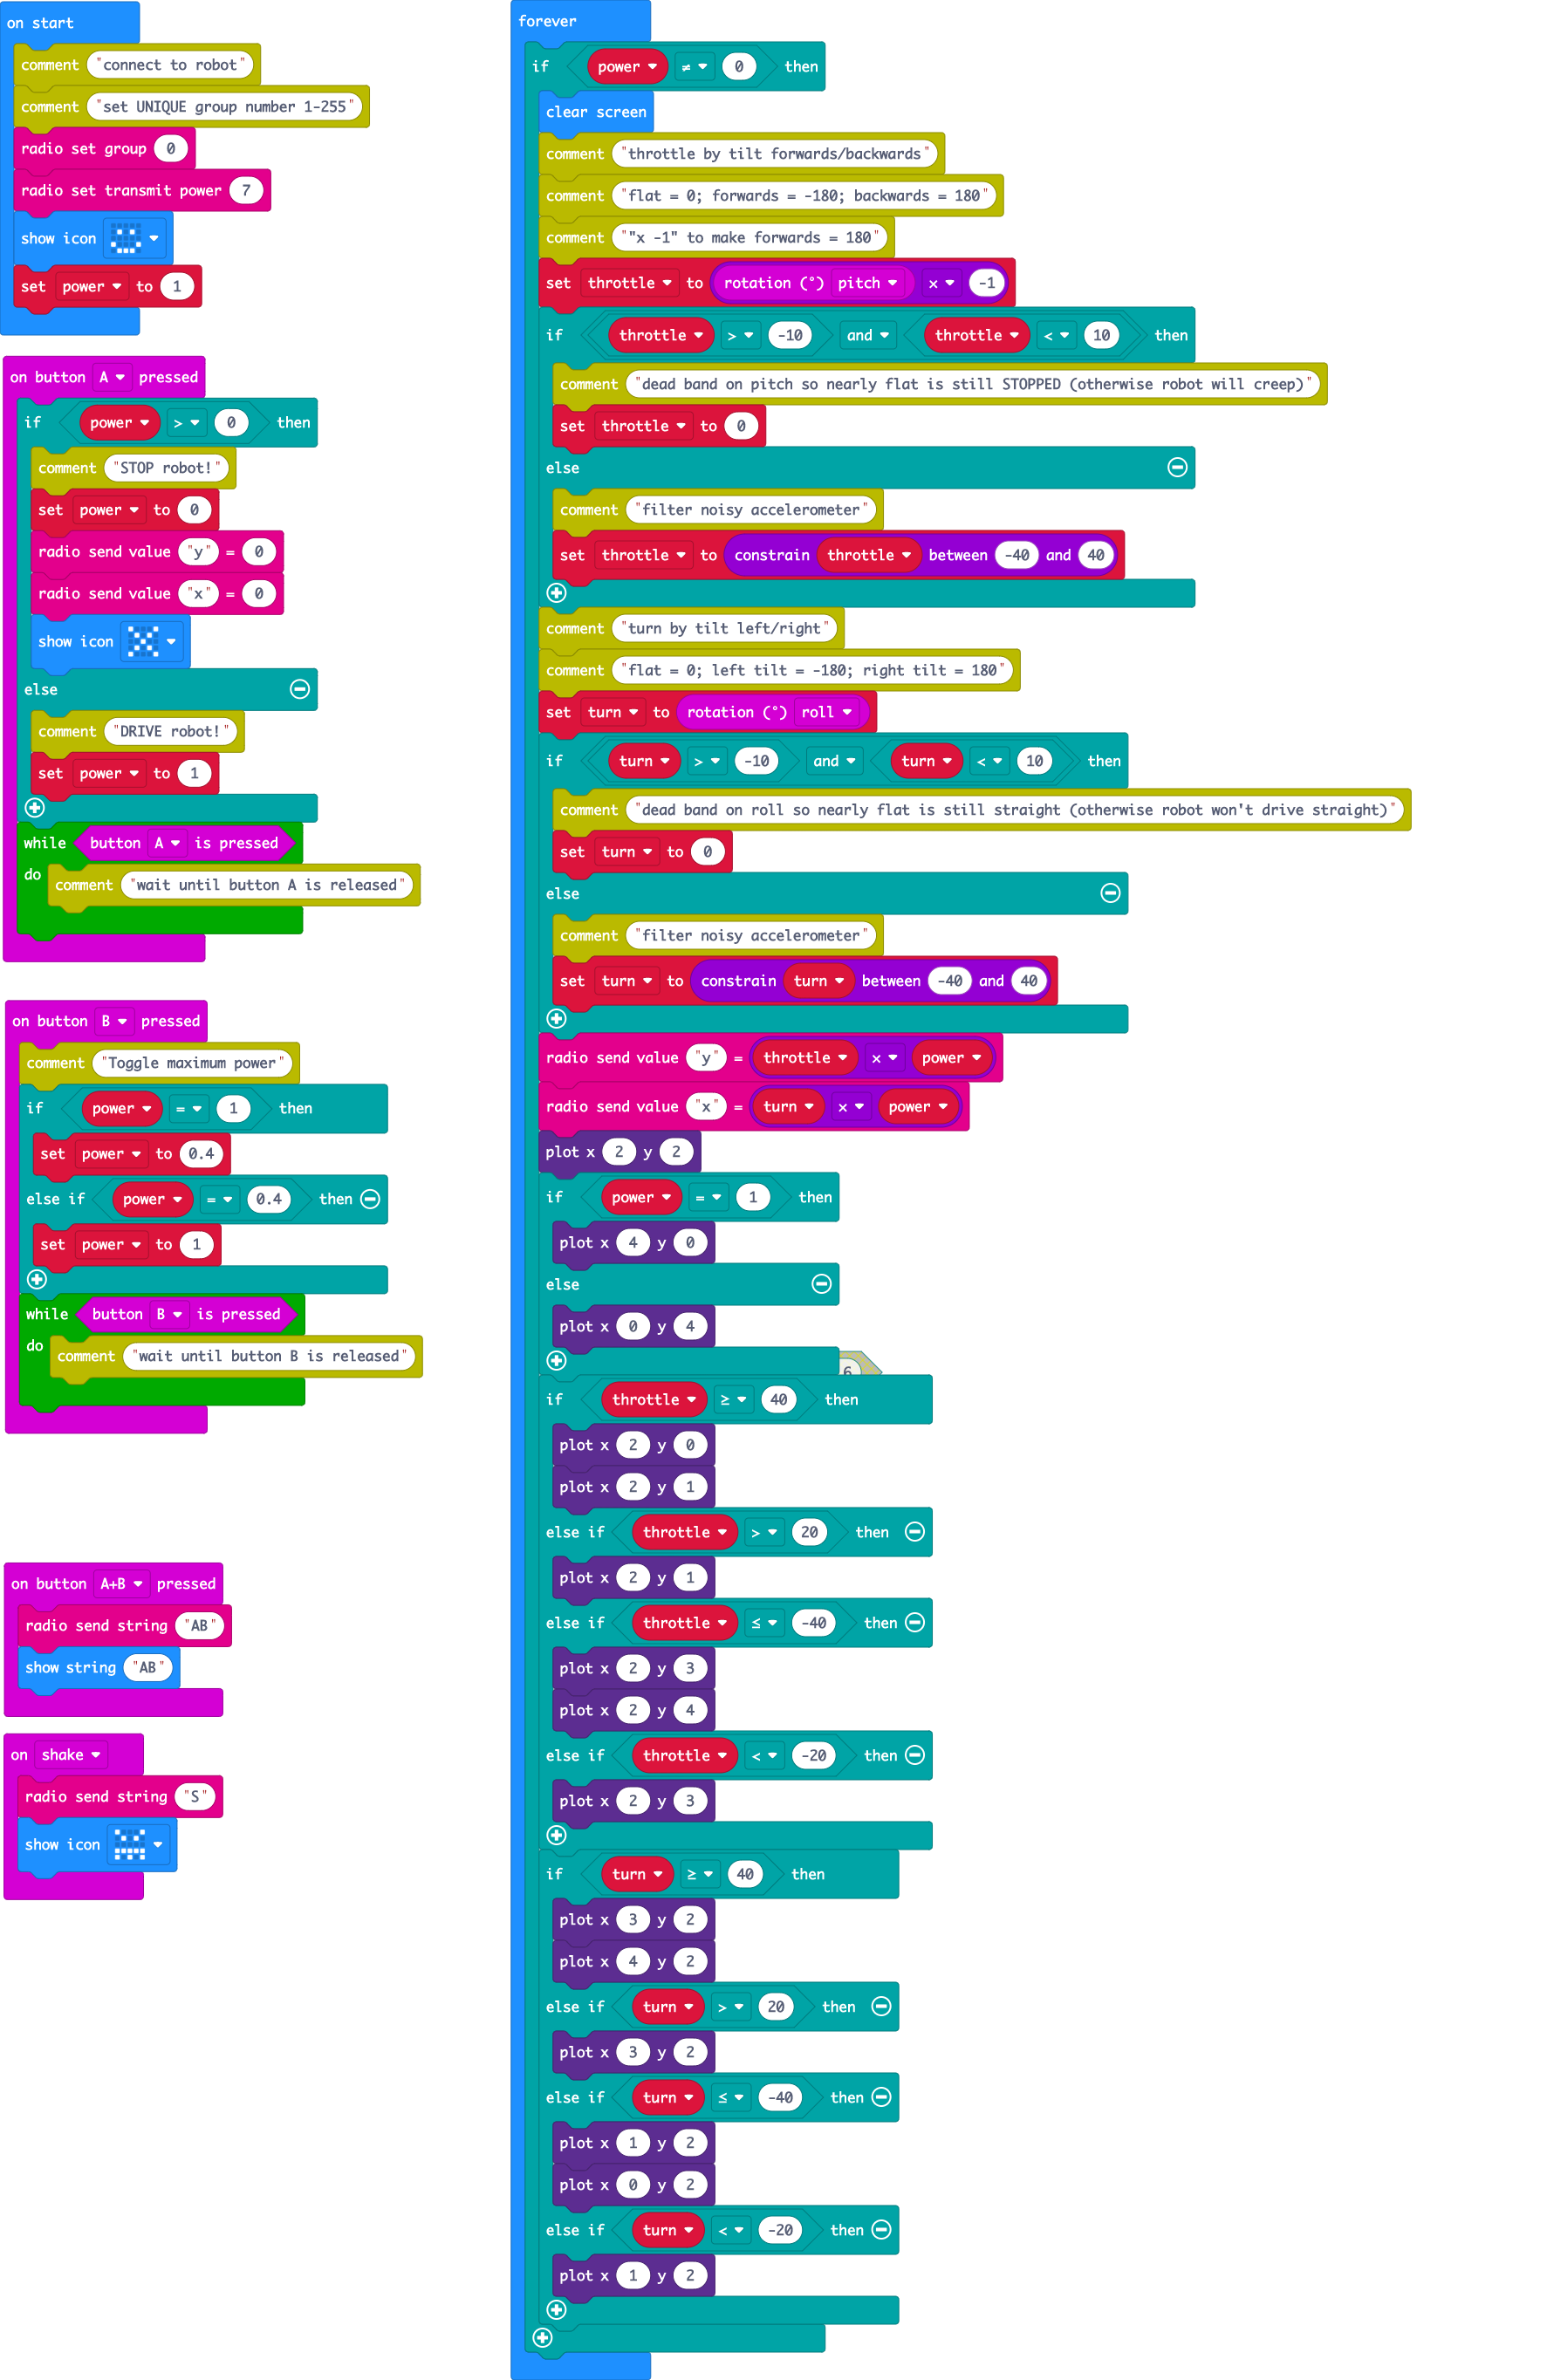 on start
comment "connect to robot"
comment "set UNIQUE group number 1-255"
radio set group 0
radio set transmit power 7
show icon
set power to 1
on button A pressed
if power > 0 then
comment "STOP robot!"
set power to 0
radio send value "y" = 0
radio send value "x" = 0
show icon
else
comment "DRIVE robot!"
set power to 1
while button A is pressed
do comment "wait until button A is released"
on button B pressed
comment "Toggle maximum power"
if power = 1 then
set power to 0.4
else if power = 0.4 then
set power to 1
while button B is pressed
do comment "wait until button B is released"
on button A+B pressed
radio send string "AB"
show string "AB"
on shake
radio send string "S"
show icon
forever
if power ≠ 0 then
clear screen
comment "throttle by tilt forwards/backwards"
comment "flat = 0; forwards = -180; backwards = 180"
comment ""x -1" to make forwards = 180"
set throttle to rotation (°) pitch × -1
if throttle > -10 and throttle < 10 then
comment "dead band on pitch so nearly flat is still STOPPED (otherwise robot will creep)"
set throttle to 0
else
comment "filter noisy accelerometer"
set throttle to constrain throttle between -40 and 40
comment "turn by tilt left/right"
comment "flat = 0; left tilt = -180; right tilt = 180"
set turn to rotation (°) roll
if turn > -10 and turn < 10 then
comment "dead band on roll so nearly flat is still straight (otherwise robot won't drive straight)"
set turn to 0
else
comment "filter noisy accelerometer"
set turn to constrain turn between -40 and 40
radio send value "y" = throttle × power
radio send value "x" = turn × power
plot x 2 y 2
if power = 1 then
plot x 4 y 0
else
plot x 0 y 4
6
if throttle ≥ 40 then
plot x 2 y 0
plot x 2 y 1
else if throttle > 20 then
plot x 2 y 1
else if throttle ≤ -40 then
plot x 2 y 3
plot x 2 y 4
else if throttle < -20 then
plot x 2 y 3
if turn ≥ 40 then
plot x 3 y 2
plot x 4 y 2
else if turn > 20 then
plot x 3 y 2
else if turn ≤ -40 then
plot x 1 y 2
plot x 0 y 2
else if turn < -20 then
plot x 1 y 2